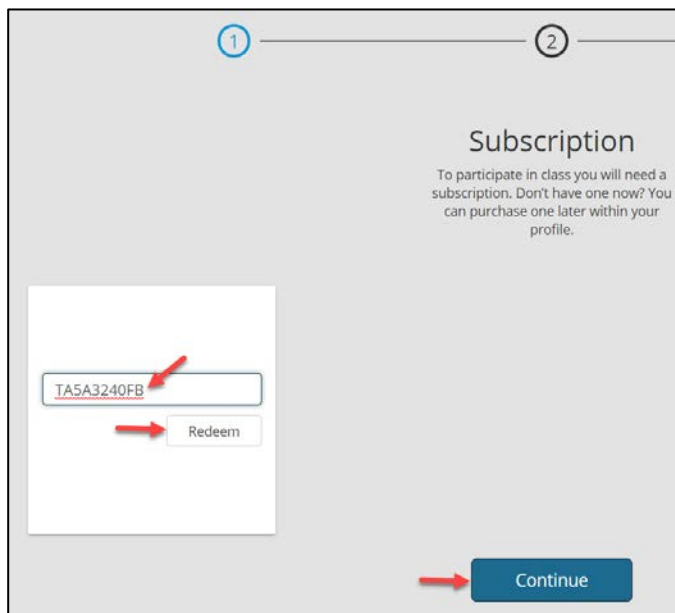 1
2
Subscription
To participate in class you will need a
subscription. Don't have one now? You
can purchase one later within your
profile.
TA5A3240FB
Redeem
Continue